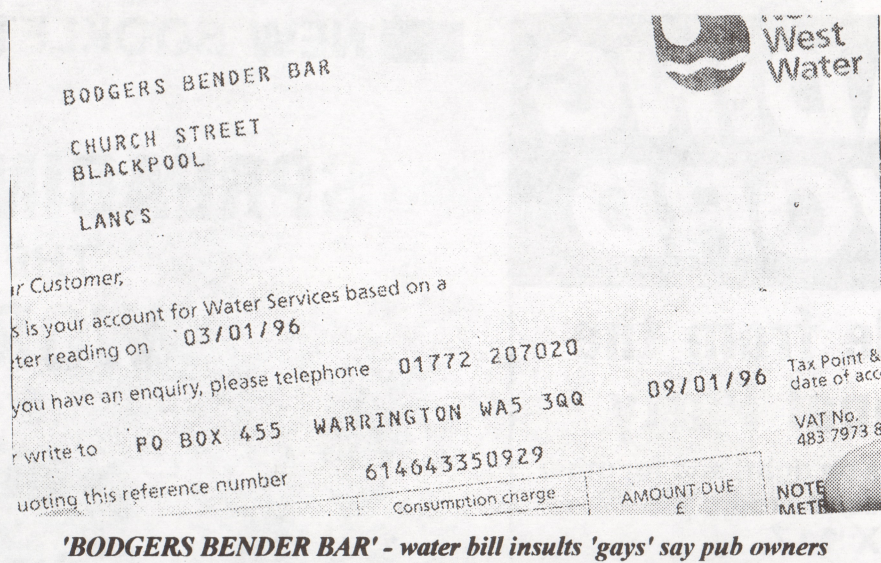 West
Water
BODGERS BENDER BAR
CHURCH STREET
BLACKPOOL
LANCS
r Customer,
s is your account for Water Services based on a
ter reading on 03/01/96
you have an enquiry, please telephone 01772 207020
r write to PO BOX 455 WARRINGTON WA5 3QQ
09/01/96 Tax Point &
date of acc
VAT No.
483 7973 8
uoting this reference number 614643350929
Consumption charge
AMOUNT DUE
£
NOTE
METE
'BODGERS BENDER BAR' - water bill insults 'gays' say pub owners